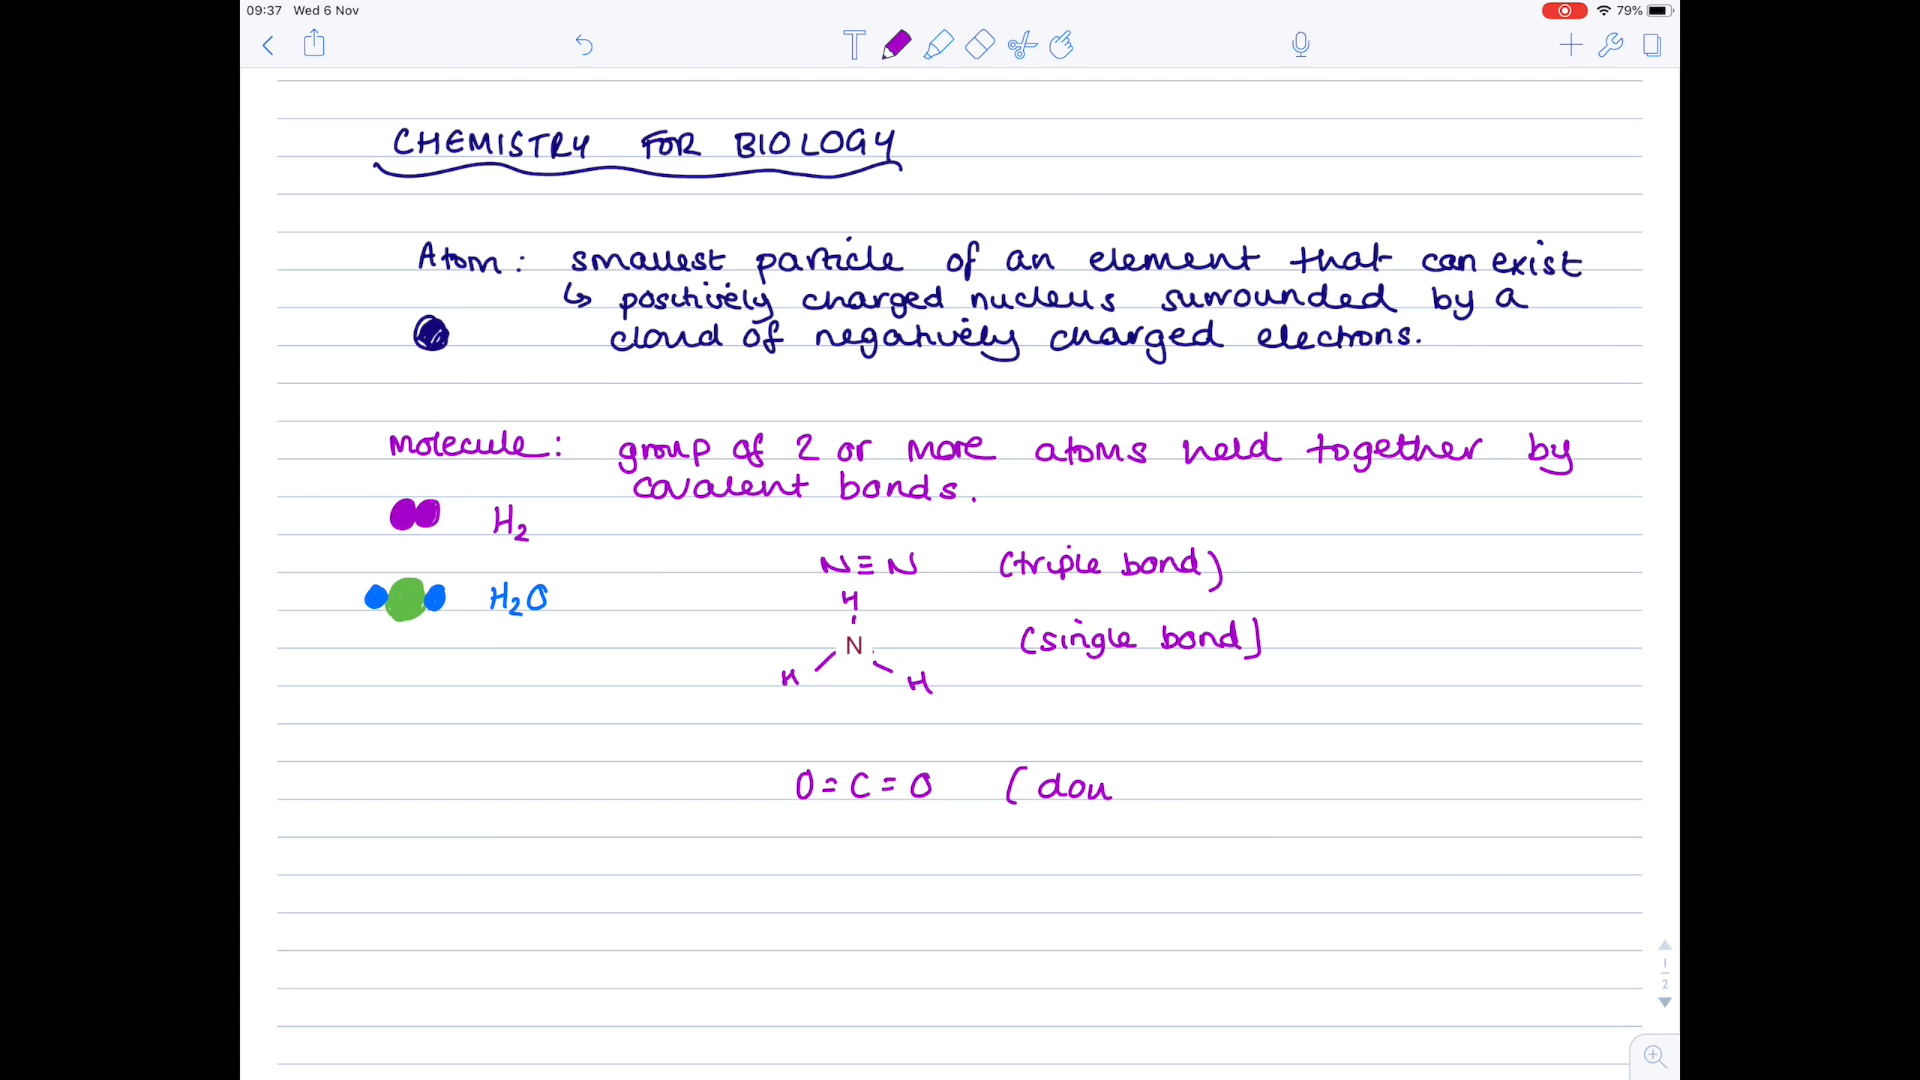 09:37 Wed 6 Nov
79%
T
CHEMISTRY FOR BIOLOGY
Atom: smallest particle of an element that can exist
↳ positively charged nucleus surrounded by a
cloud of negatively charged electrons.
Molecule: group of 2 or more atoms held together by
covalent bonds.
H₂
N≡N (triple bond)
H₂O
H
N (single bond]
H H
O=C=O (dou
1
2